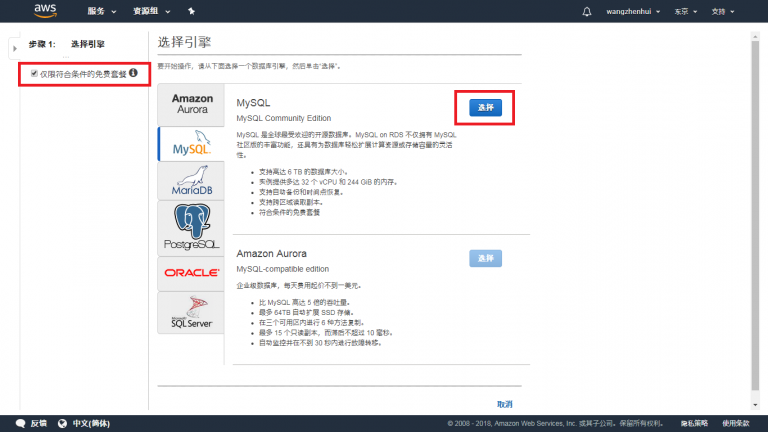 aws
服务 资源组 wangzhenhui 东京 支持
步骤 1: 选择引擎
仅限符合条件的免费套餐
选择引擎
要开始操作，请从下面选择一个数据库引擎，然后单击“选择”。
Amazon
Aurora
MySQL
MariaDB
PostgreSQL
ORACLE
Microsoft
SQL Server
MySQL
选择
MySQL Community Edition
MySQL 是全球最受欢迎的开源数据库。MySQL on RDS 不仅拥有 MySQL
社区版的丰富功能，还具有为数据库轻松扩展计算资源或存储容量的灵活
性。
支持高达 6 TB 的数据库大小。
实例提供多达 32 个 vCPU 和 244 GiB 的内存。
支持自动备份和时间点恢复。
支持跨区域读取副本。
符合条件的免费套餐
Amazon Aurora
选择
MySQL-compatible edition
企业级数据库，每天费用起价不到一美元。
比 MySQL 高达 5 倍的吞吐量。
最多 64TB 自动扩展 SSD 存储。
在三个可用区内进行 6 种方法复制。
最多 15 个只读副本，而滞后不超过 10 毫秒。
自动监控并在不到 30 秒内进行故障转移。
取消
反馈 中文(简体) © 2008 - 2018, Amazon Web Services, Inc. 或其子公司。保留所有权利。 隐私策略 使用条款